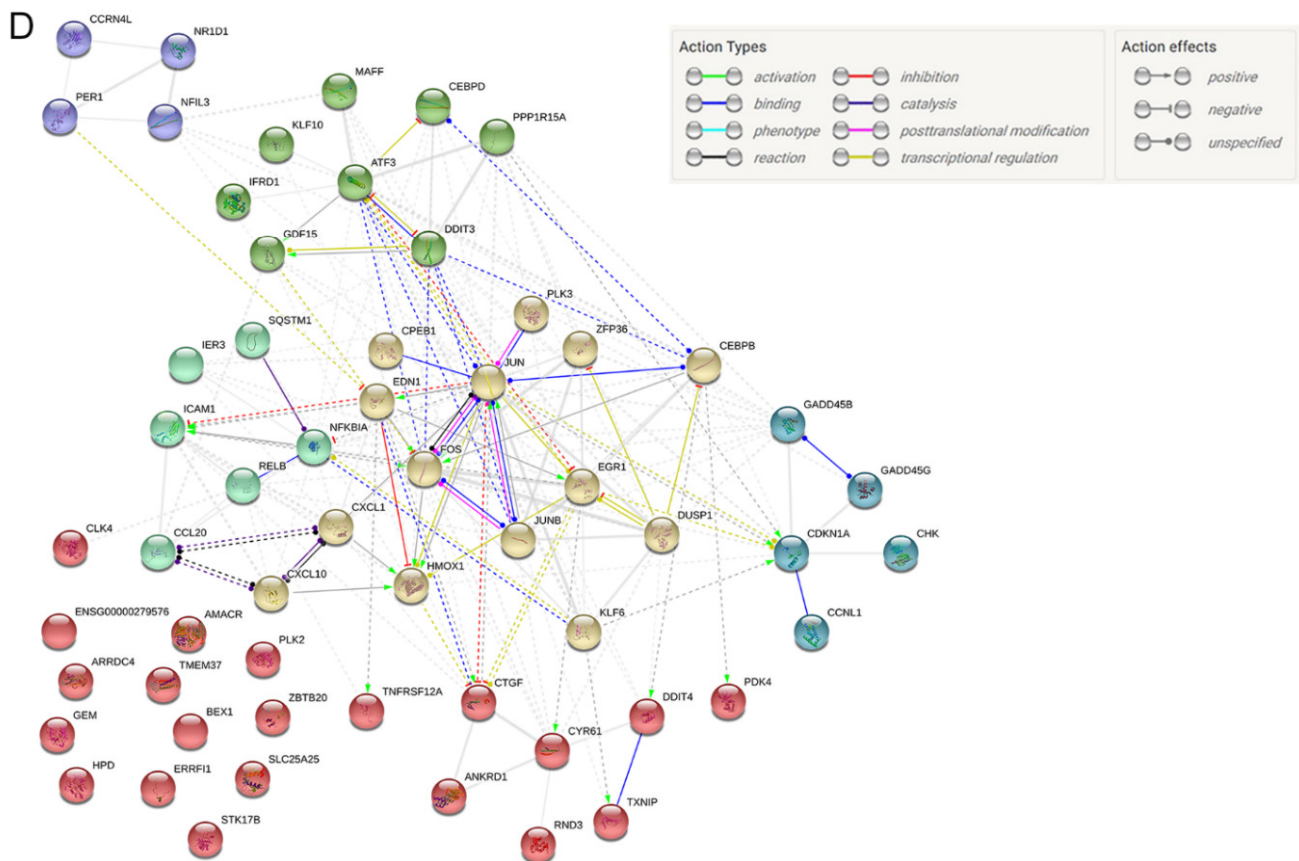 D
CCRN4L
NR1D1
PER1
NFIL3
MAFF
CEBPD
KLF10
PPP1R15A
ATF3
IFRD1
GDF15
DDIT3
Action Types
activation
inhibition
binding
catalysis
phenotype
posttranslational modification
reaction
transcriptional regulation
Action effects
positive
negative
unspecified
PLK3
SQSTM1
CPEB1
ZFP36
IER3
JUN
CEBPB
EDN1
ICAM1
NFKBIA
GADD45B
FOS
RELB
EGR1
GADD45G
CXCL1
JUNB
DUSP1
CLK4
CCL20
CDKN1A
CHK
CXCL10
HMOX1
ENSG00000279576
AMACR
KLF6
CCNL1
PLK2
ARRDC4
TMEM37
TNFRSF12A
CTGF
DDIT4
PDK4
ZBTB20
GEM
BEX1
CYR61
HPD
ERRFI1
SLC25A25
ANKRD1
TXNIP
STK17B
RND3